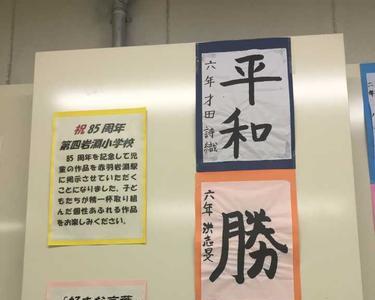 祝85周年
第四岩淵小学校
85周年を記念して児
童の作品を赤羽岩淵駅
に掲示させていただく
ことになりました。子ど
もたちが精一杯取り組
んだ個性あふれる作品
をお楽しみください。
平和
六年 才田 詩織
勝
六年 洪志旻